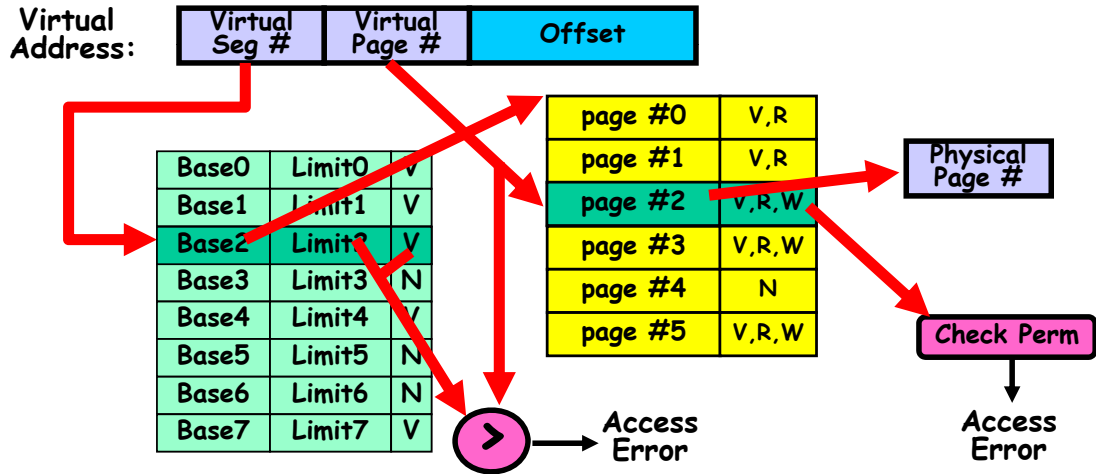 Virtual
Address:
Virtual
Seg #
Virtual
Page #
Offset
Base0 Limit0 V
Base1 Limit1 V
Base2 Limit2 V
Base3 Limit3 N
Base4 Limit4 V
Base5 Limit5 N
Base6 Limit6 N
Base7 Limit7 V
page #0 V,R
page #1 V,R
page #2 V,R,W
page #3 V,R,W
page #4 N
page #5 V,R,W
Physical
Page #
Check Perm
>
Access
Error
Access
Error